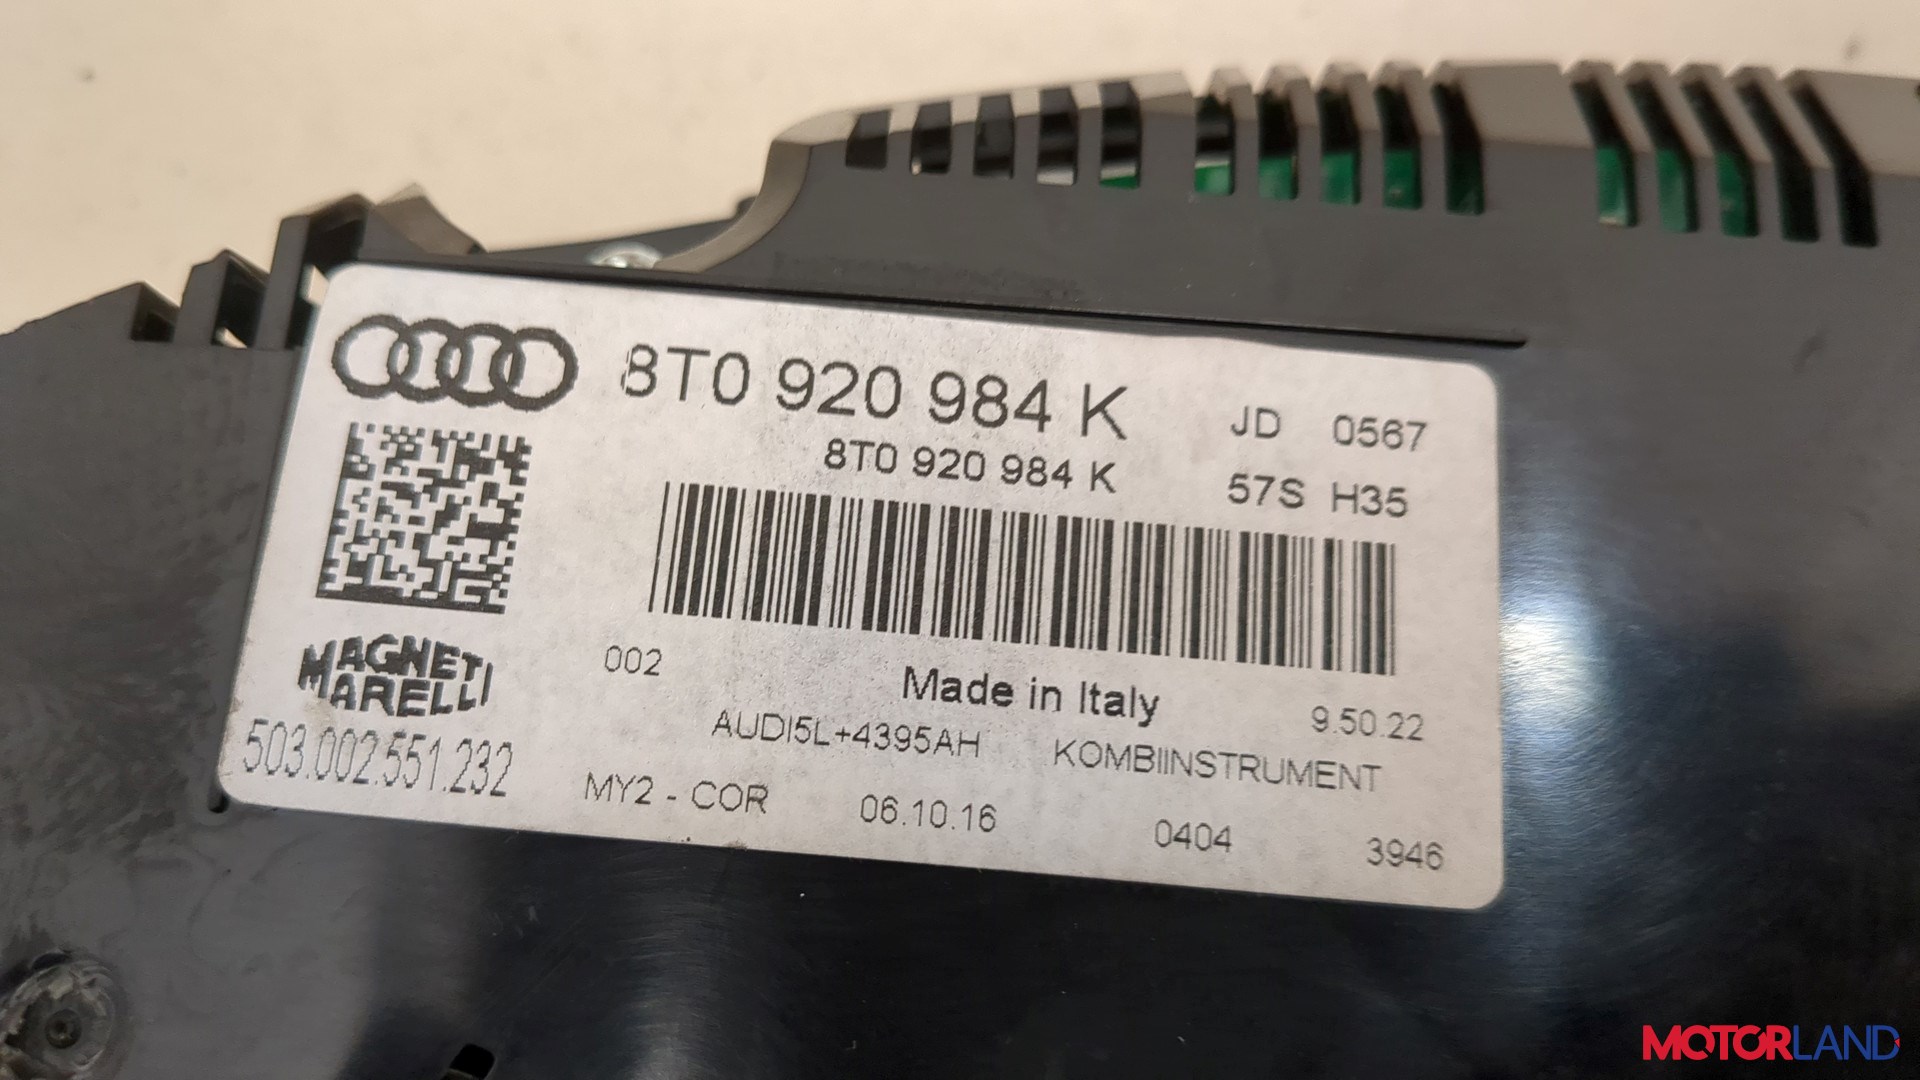 8T0 920 984 K
JD 0567
8T0 920 984 K
57S H35
MAGNETI
MARELLI
503.002.551.232
002
Made in Italy
9.50.22
AUDI5L+4395AH
KOMBIINSTRUMENT
MY2 - COR
06.10.16
0404
3946
MOTORLAND